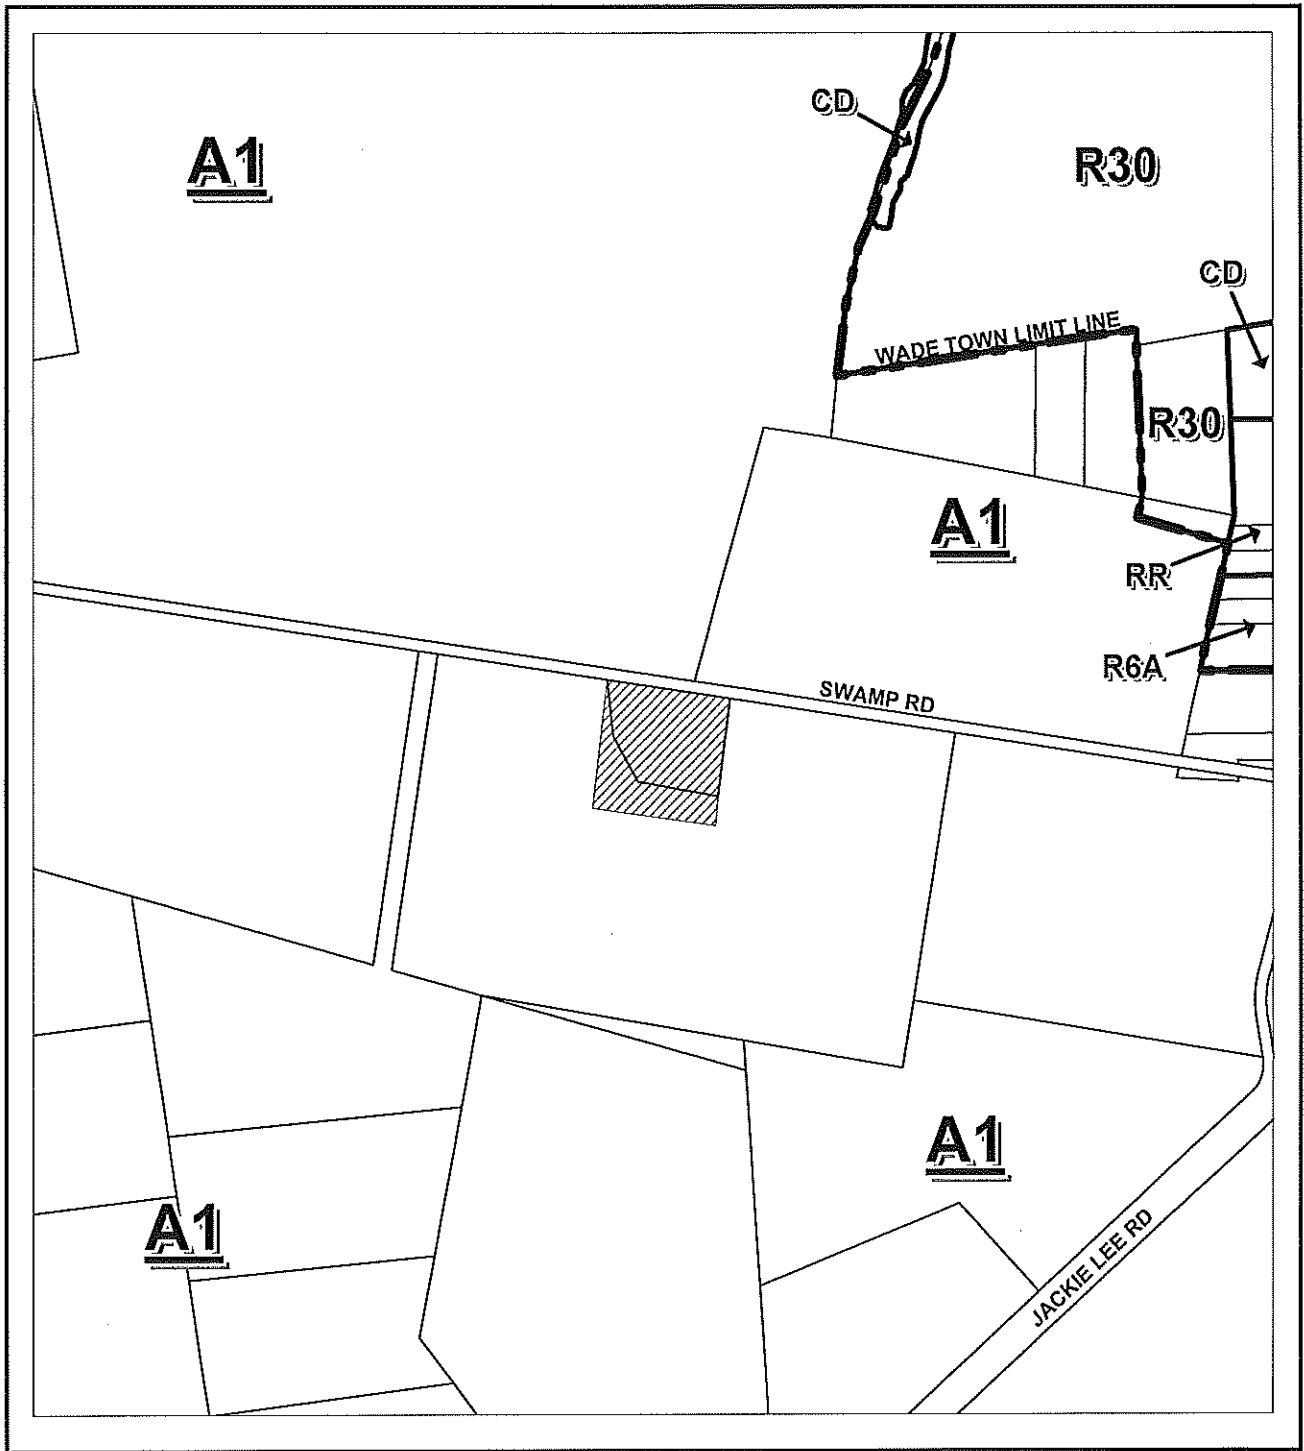 CD
A1
R30
CD
WADE TOWN LIMIT LINE
R30
A1
RR
R6A
SWAMP RD
A1
A1
JACKIE LEE RD